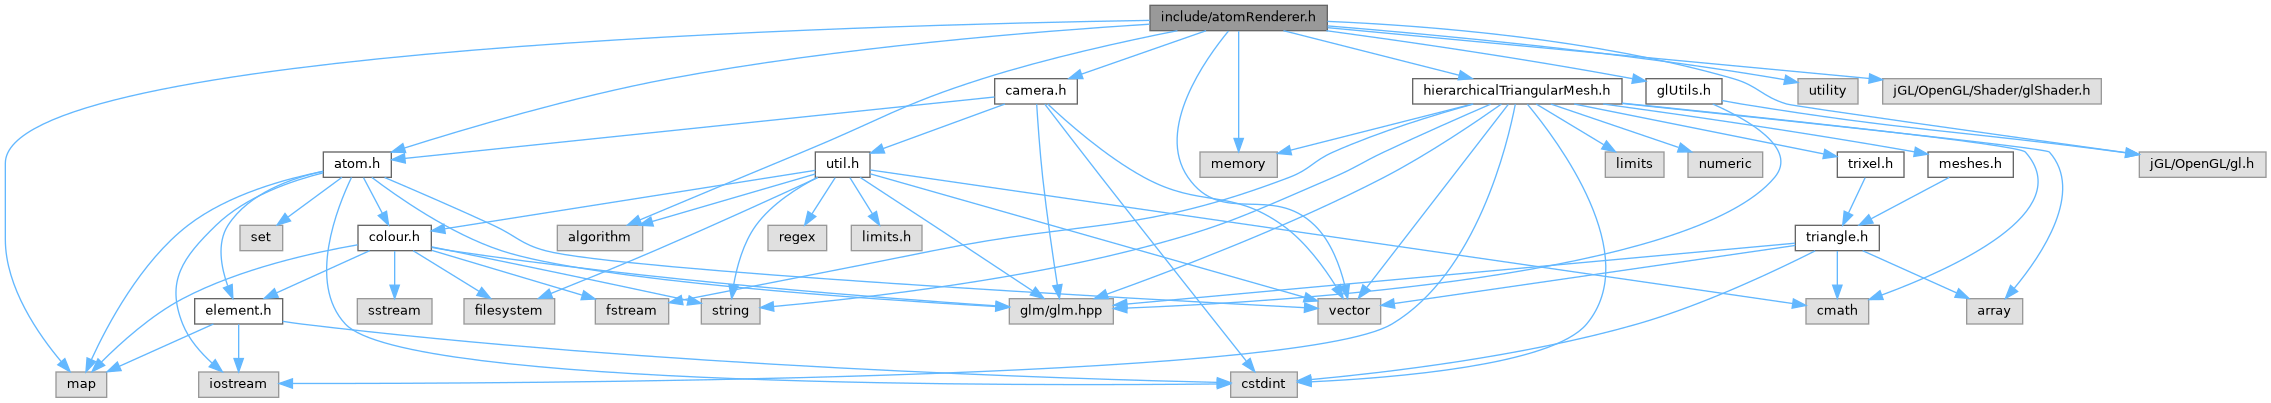 include/atomRenderer.h
camera.h
hierarchicalTriangularMesh.h
glUtils.h
utility
jGL/OpenGL/Shader/glShader.h
atom.h
util.h
memory
limits
numeric
trixel.h
meshes.h
jGL/OpenGL/gl.h
set
colour.h
algorithm
regex
limits.h
triangle.h
element.h
sstream
filesystem
fstream
string
glm/glm.hpp
vector
cmath
array
map
iostream
cstdint